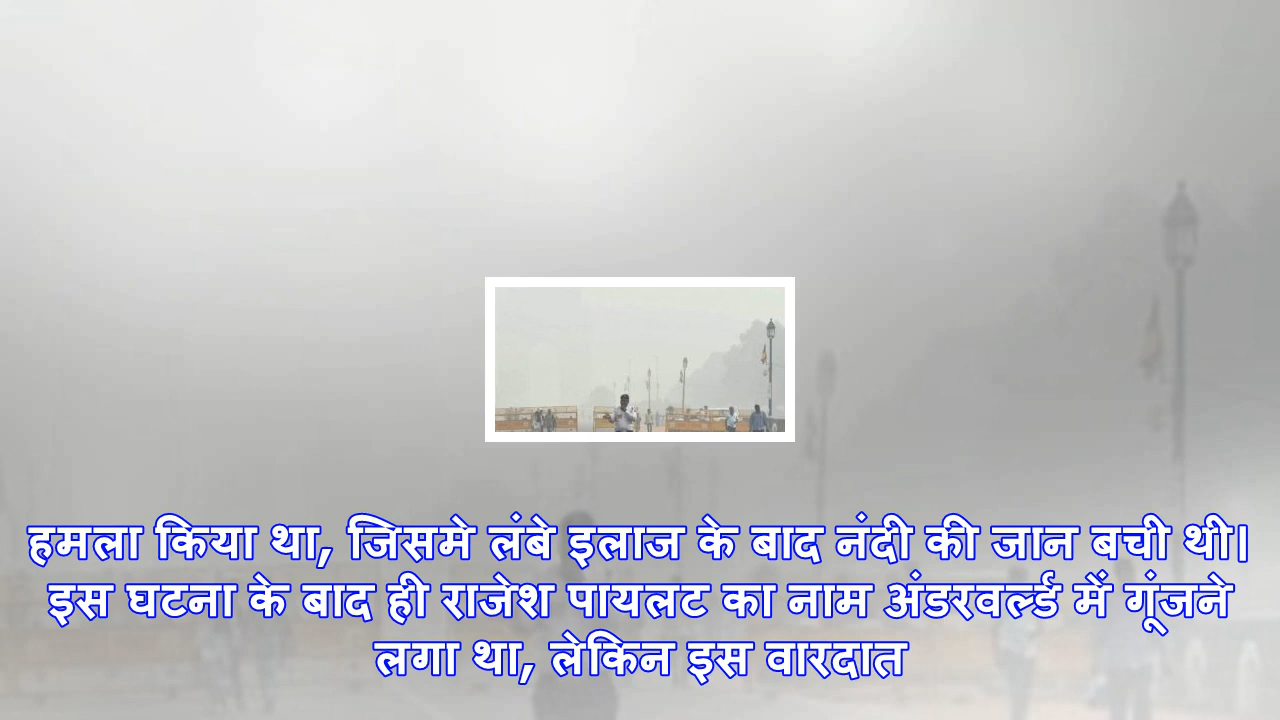 हमला किया था, जिसमे लंबे इलाज के बाद नंदी की जान बची थी।
इस घटना के बाद ही राजेश पायलट का नाम अंडरवर्ल्ड में गूंजने
लगा था, लेकिन इस वारदात